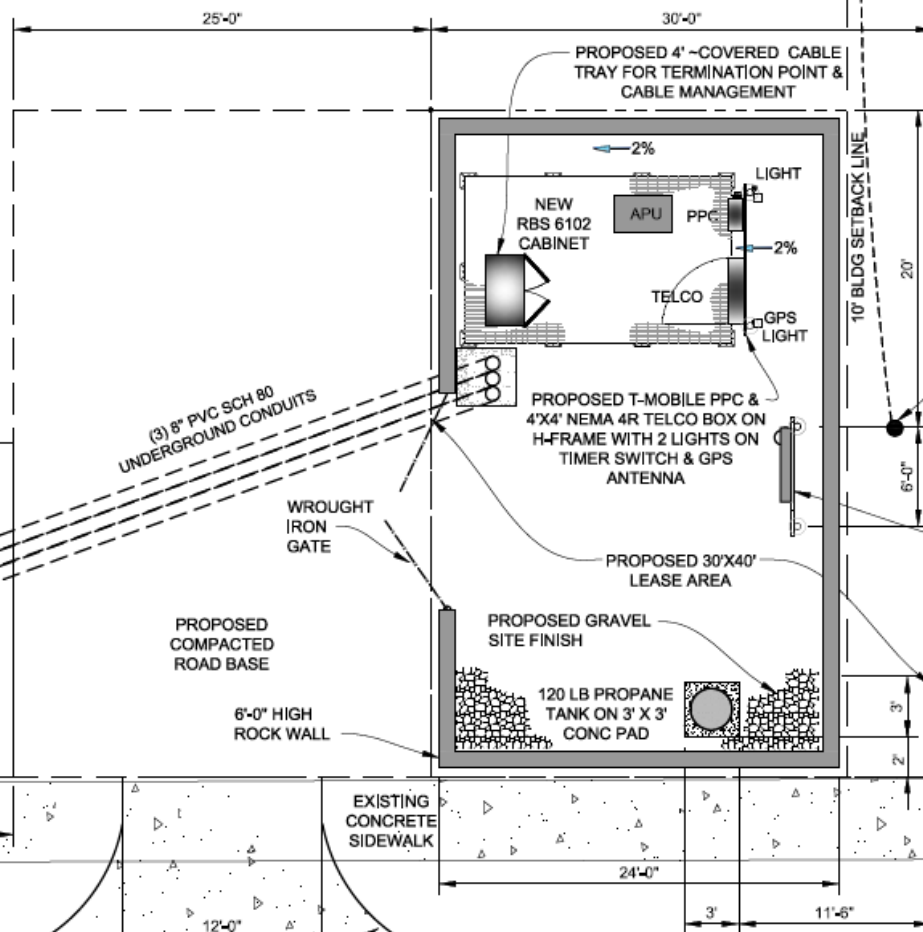 25'-0"
30'-0"
PROPOSED 4' ~COVERED CABLE
TRAY FOR TERMINATION POINT &
CABLE MANAGEMENT
2%
LIGHT
NEW
RBS 6102
CABINET
APU
PPC
2%
TELCO
GPS
LIGHT
10' BLDG SETBACK LINE
20'
(3) 8" PVC SCH 80
UNDERGROUND CONDUITS
PROPOSED T-MOBILE PPC &
4'X4' NEMA 4R TELCO BOX ON
H-FRAME WITH 2 LIGHTS ON
TIMER SWITCH & GPS
ANTENNA
6'-0"
WROUGHT
IRON
GATE
PROPOSED 30'X40'
LEASE AREA
PROPOSED
COMPACTED
ROAD BASE
PROPOSED GRAVEL
SITE FINISH
6'-0" HIGH
ROCK WALL
120 LB PROPANE
TANK ON 3' X 3'
CONC PAD
3'
2'
EXISTING
CONCRETE
SIDEWALK
24'-0"
12'-0"
3'
11'-6"